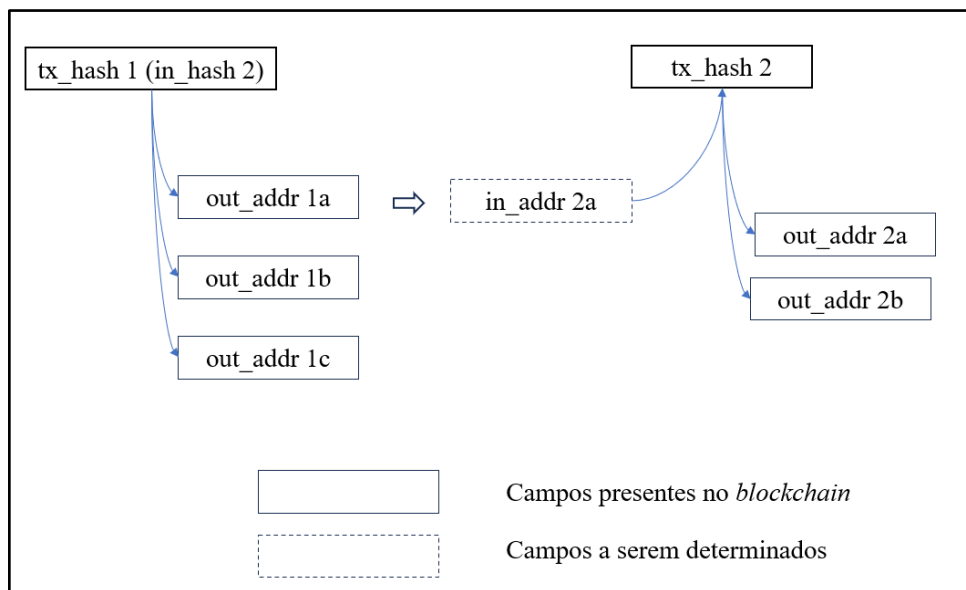 tx_hash 1 (in_hash 2)
tx_hash 2
out_addr 1a
in_addr 2a
out_addr 2a
out_addr 1b
out_addr 2b
out_addr 1c
Campos presentes no blockchain
Campos a serem determinados